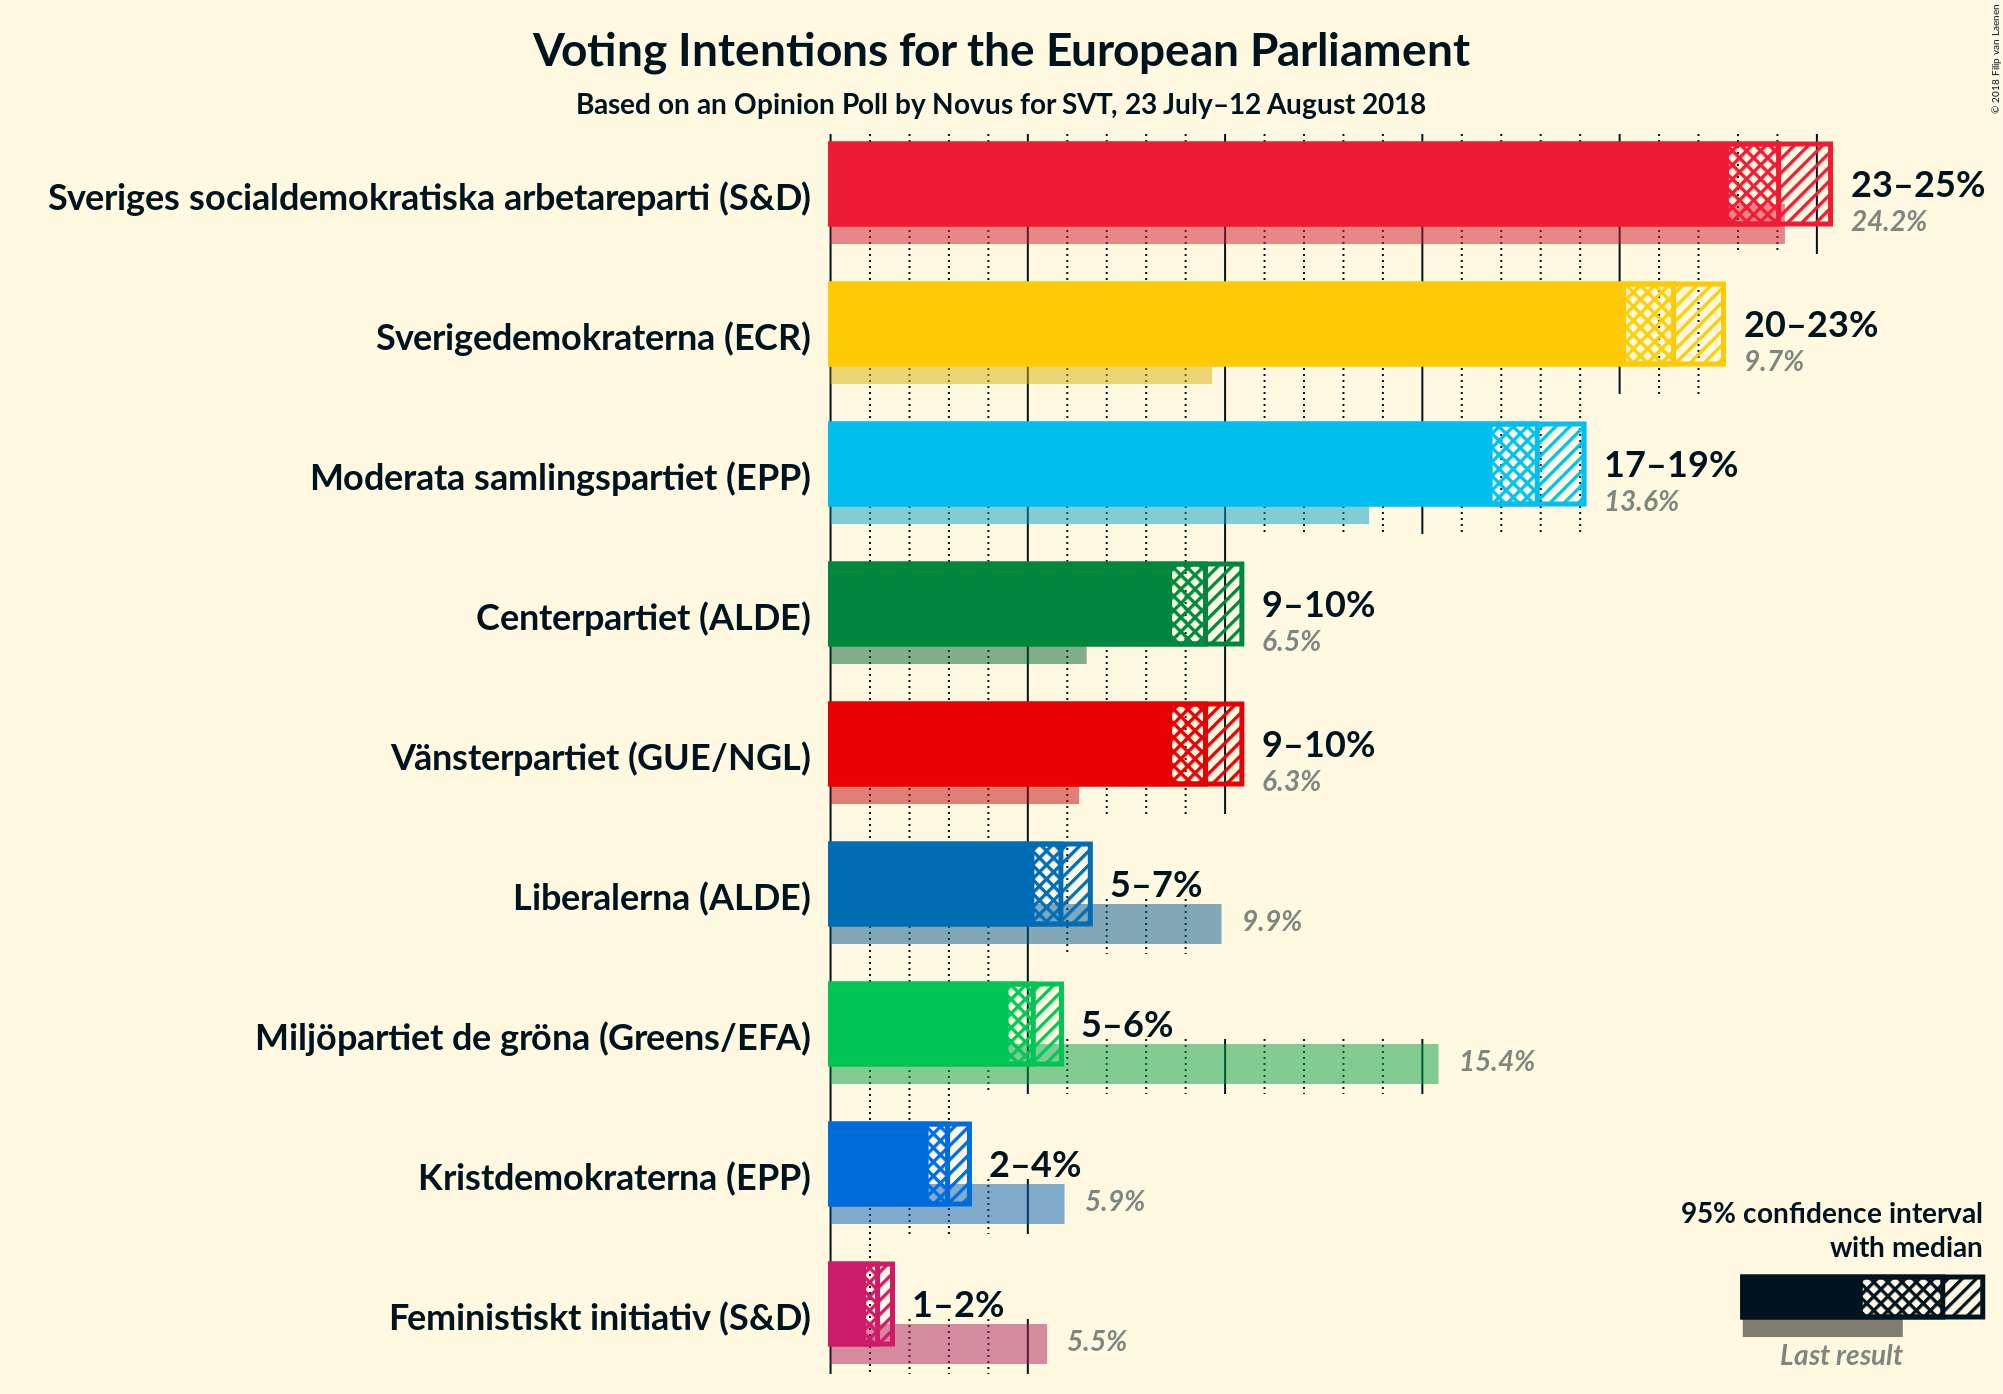 Voting Intentions for the European Parliament
Based on an Opinion Poll by Novus for SVT, 23 July–12 August 2018
© 2018 Filip van Laenen
Sveriges socialdemokratiska arbetareparti (S&D)
23–25%
24.2%
Sverigedemokraterna (ECR)
20–23%
9.7%
Moderata samlingspartiet (EPP)
17–19%
13.6%
Centerpartiet (ALDE)
9–10%
6.5%
Vänsterpartiet (GUE/NGL)
9–10%
6.3%
Liberalerna (ALDE)
5–7%
9.9%
Miljöpartiet de gröna (Greens/EFA)
5–6%
15.4%
Kristdemokraterna (EPP)
2–4%
5.9%
Feministiskt initiativ (S&D)
1–2%
5.5%
95% confidence interval
with median
Last result